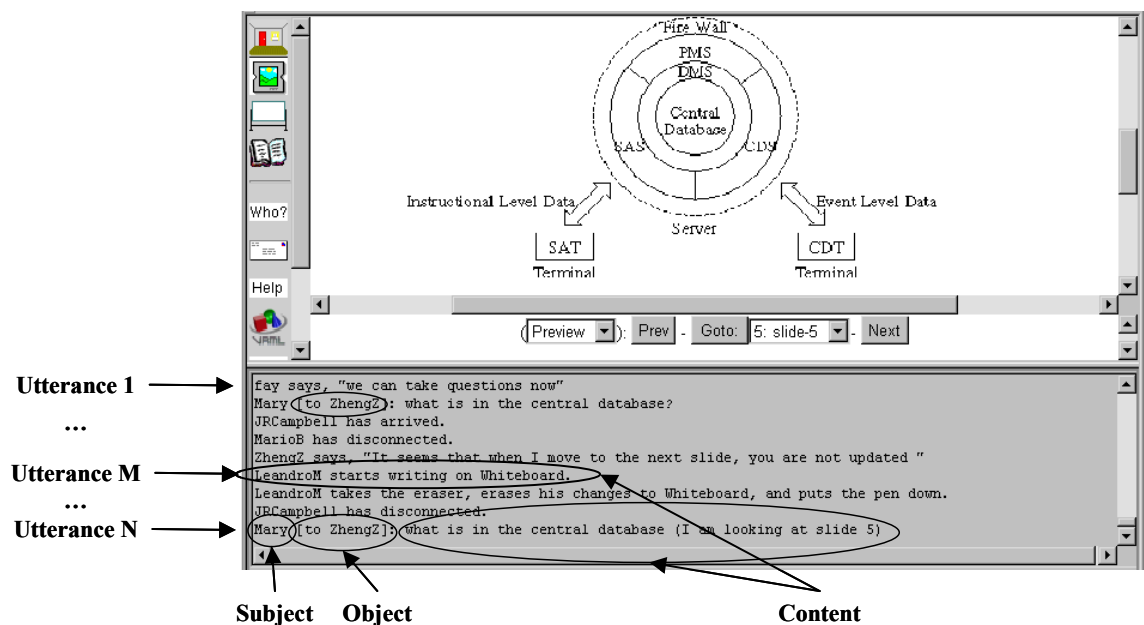 Fire Wall
PMS
DMS
Central
Database
SAS
CDS
Instructional Level Data
Event Level Data
Server
SAT
CDT
Terminal
Terminal
Who?
Help
VRML
(Preview): Prev - Goto: 5: slide-5 - Next
Utterance 1
fay says, "we can take questions now"
Mary [to ZhengZ]: what is in the central database?
...
JRCampbell has arrived.
MarioB has disconnected.
ZhengZ says, "It seems that when I move to the next slide, you are not updated "
Utterance M
LeandroM starts writing on Whiteboard.
LeandroM takes the eraser, erases his changes to Whiteboard, and puts the pen down.
...
JRCampbell has disconnected.
Utterance N
Mary [to ZhengZ]: what is in the central database (I am looking at slide 5)
Subject
Object
Content